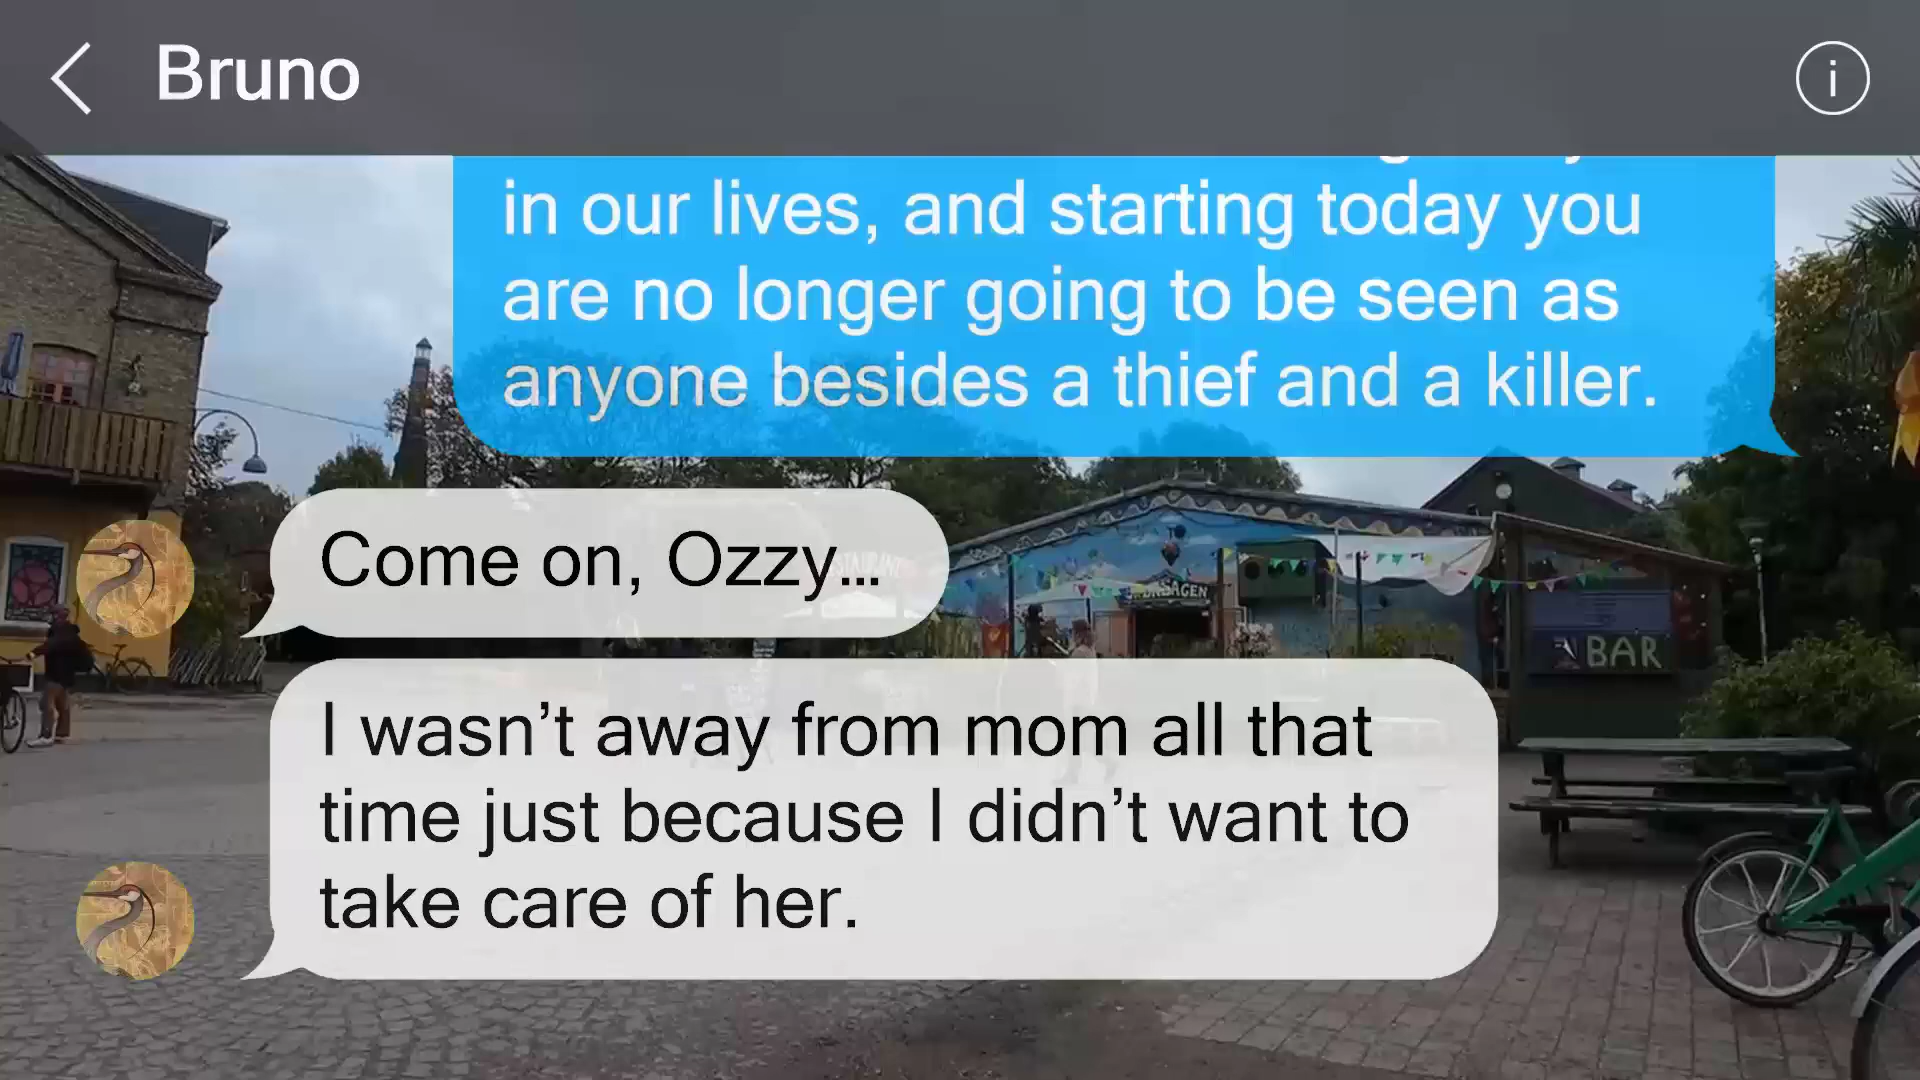 Bruno
in our lives, and starting today you
are no longer going to be seen as
anyone besides a thief and a killer.
Come on, Ozzy...
I wasn’t away from mom all that
time just because I didn’t want to
take care of her.
BAR